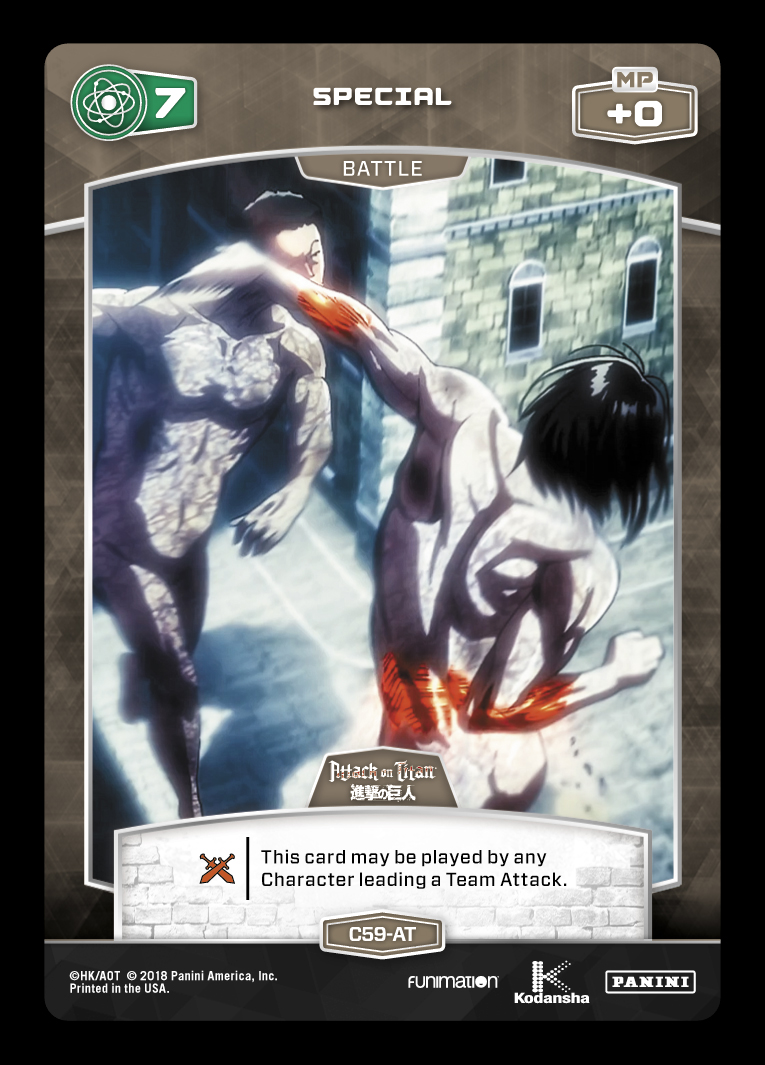 7
SPECIAL
MP
+0
BATTLE
Attack on Titan
進撃の巨人
This card may be played by any
Character leading a Team Attack.
C59-AT
©HK/AOT © 2018 Panini America, Inc.
Printed in the USA.
FUNIMATION
Kodansha
PANINI